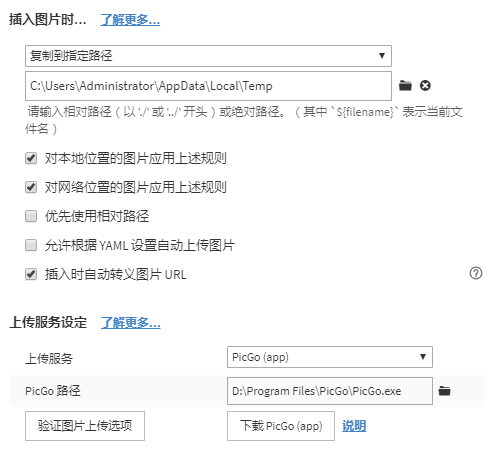 插入图片时... 了解更多...
复制到指定路径
C:\Users\Administrator\AppData\Local\Temp
请输入相对路径（以 './' 或 '../' 开头）或绝对路径。（其中 `${filename}` 表示当前文
件名）
对本地位置的图片应用上述规则
对网络位置的图片应用上述规则
优先使用相对路径
允许根据 YAML 设置自动上传图片
插入时自动转义图片 URL
上传服务设定 了解更多...
上传服务 PicGo (app)
PicGo 路径 D:\Program Files\PicGo\PicGo.exe
验证图片上传选项 下载 PicGo (app) 说明